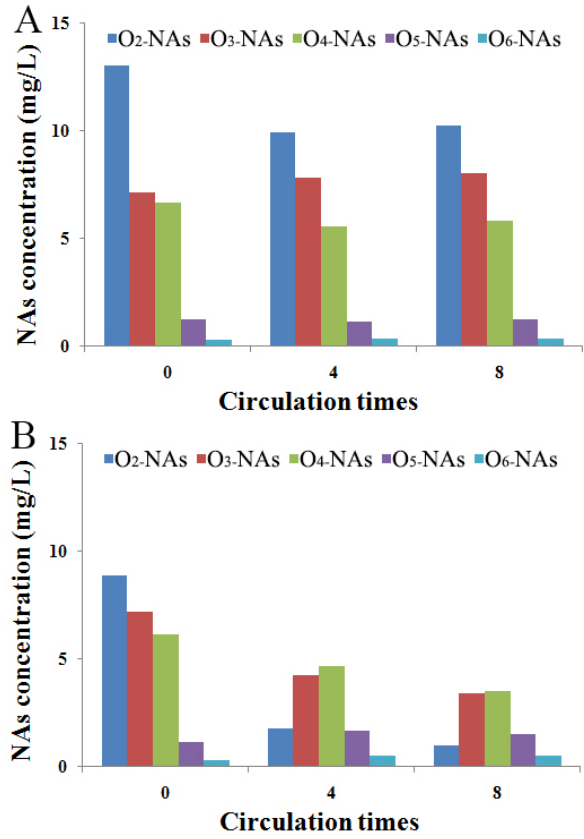 A
15
O₂-NAs O₃-NAs O₄-NAs O₅-NAs O₆-NAs
10
5
0
NAs concentration (mg/L)
0 4 8
Circulation times
B
15
O₂-NAs O₃-NAs O₄-NAs O₅-NAs O₆-NAs
10
5
0
NAs concentration (mg/L)
0 4 8
Circulation times